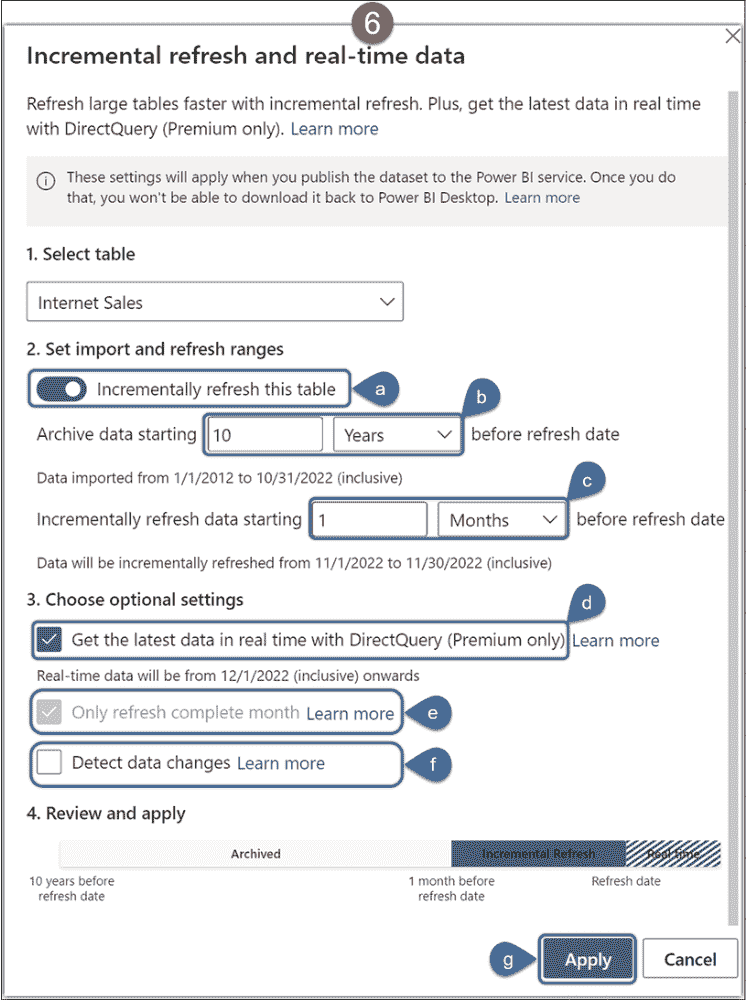 6
Incremental refresh and real-time data
Refresh large tables faster with incremental refresh. Plus, get the latest data in real time
with DirectQuery (Premium only). Learn more
These settings will apply when you publish the dataset to the Power BI service. Once you do
that, you won't be able to download it back to Power BI Desktop. Learn more
1. Select table
Internet Sales
2. Set import and refresh ranges
Incrementally refresh this table a
b
Archive data starting 10 Years before refresh date
Data imported from 1/1/2012 to 10/31/2022 (inclusive)
c
Incrementally refresh data starting 1 Months before refresh date
Data will be incrementally refreshed from 11/1/2022 to 11/30/2022 (inclusive)
3. Choose optional settings
d
Get the latest data in real time with DirectQuery (Premium only) Learn more
Real-time data will be from 12/1/2022 (inclusive) onwards
Only refresh complete month Learn more e
Detect data changes Learn more f
4. Review and apply
Archived Incremental Refresh Real-time
10 years before 1 month before Refresh date
refresh date refresh date
g Apply Cancel